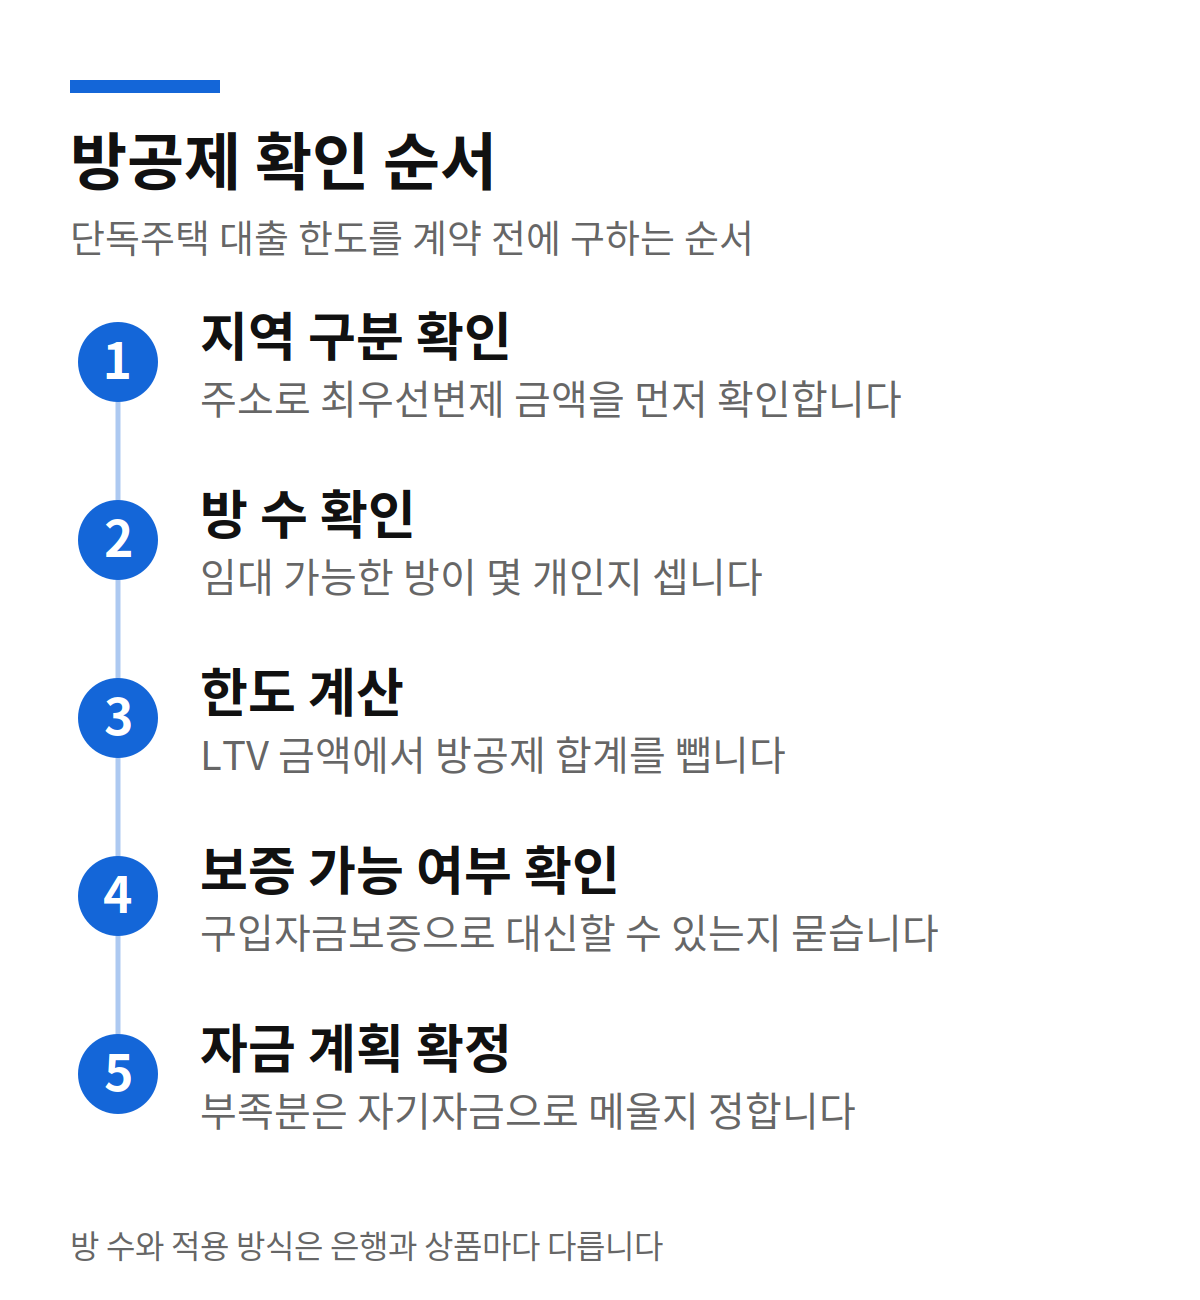 방공제 확인 순서
단독주택 대출 한도를 계약 전에 구하는 순서
1
지역 구분 확인
주소로 최우선변제 금액을 먼저 확인합니다
2
방 수 확인
임대 가능한 방이 몇 개인지 셉니다
3
한도 계산
LTV 금액에서 방공제 합계를 뺍니다
4
보증 가능 여부 확인
구입자금보증으로 대신할 수 있는지 묻습니다
5
자금 계획 확정
부족분은 자기자금으로 메울지 정합니다
방 수와 적용 방식은 은행과 상품마다 다릅니다